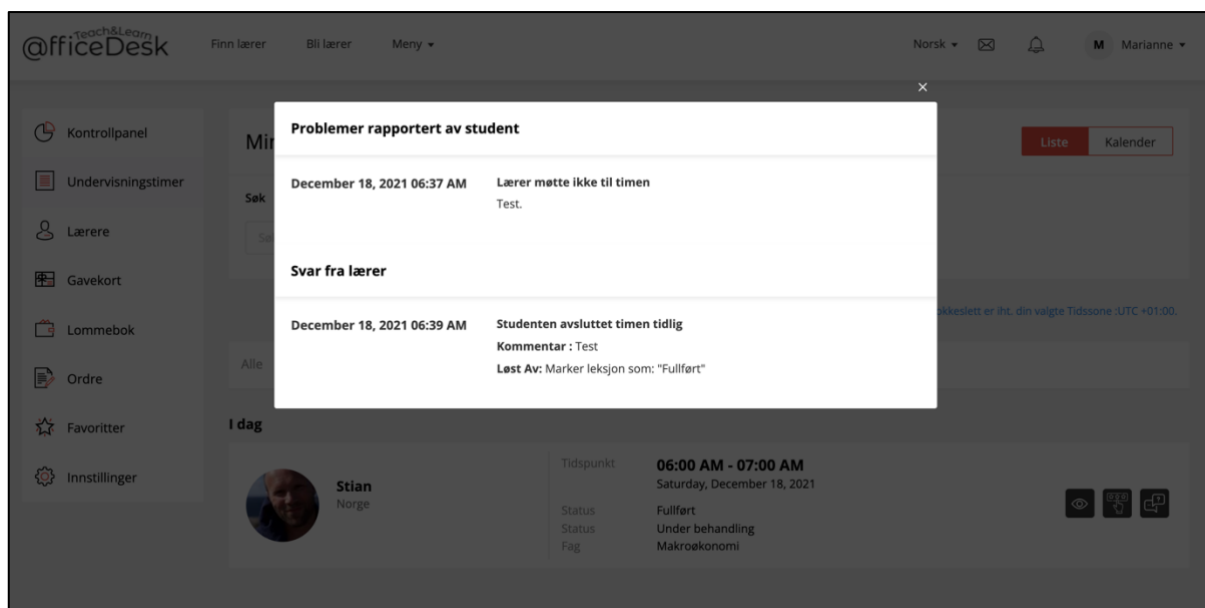 Teach&Learn
@fficeDesk
Finn lærer
Bli lærer
Meny
Norsk
M Marianne
×
Kontrollpanel
Undervisningstimer
Lærere
Gavekort
Lommebok
Ordre
Favoritter
Innstillinger
Liste
Kalender
Søk
Problemer rapportert av student
December 18, 2021 06:37 AM
Lærer møtte ikke til timen
Test.
Svar fra lærer
December 18, 2021 06:39 AM
Studenten avsluttet timen tidlig
Kommentar : Test
Løst Av: Marker leksjon som: "Fullført"
er iht. din valgte Tidssone :UTC +01:00.
Alle
I dag
Stian
Norge
Tidspunkt
06:00 AM - 07:00 AM
Saturday, December 18, 2021
Status Fullført
Status Under behandling
Fag Makroøkonomi